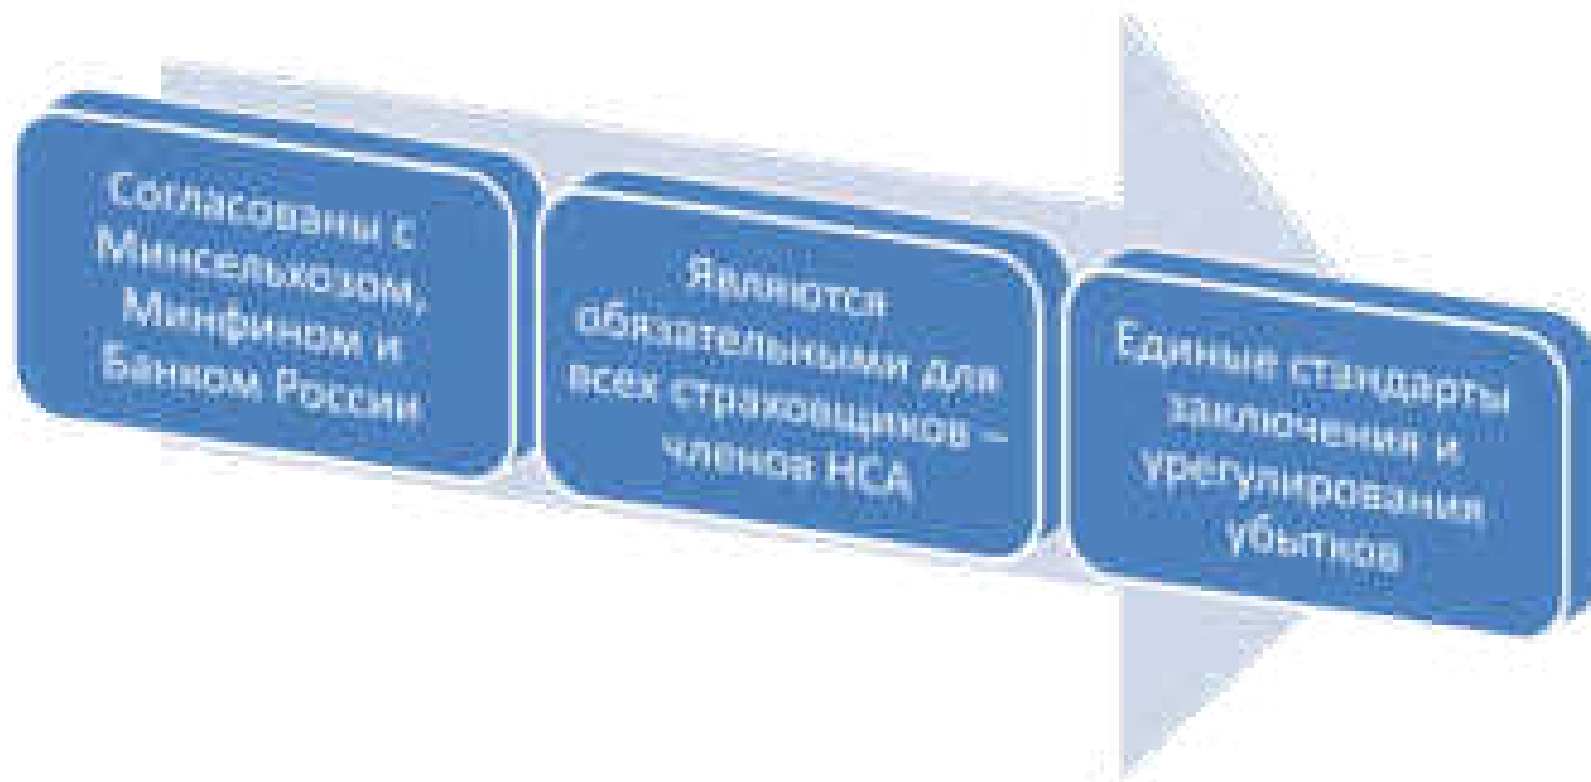 Согласованы с
Минсельхозом,
Минфином и
Банком России
Являются
обязательными для
всех страховщиков –
членов НСА
Единые стандарты
заключения и
урегулирования
убытков